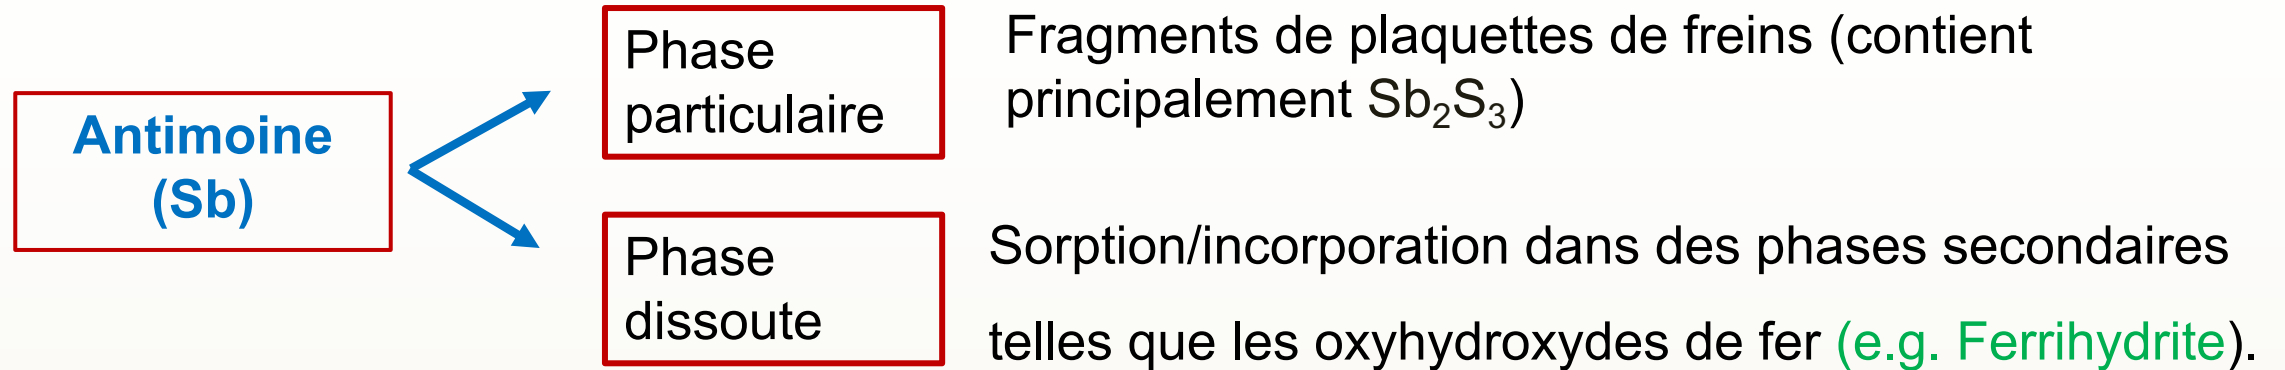 Antimoine
(Sb)
Phase
particulaire
Fragments de plaquettes de freins (contient
principalement Sb₂S₃)
Phase
dissoute
Sorption/incorporation dans des phases secondaires
telles que les oxyhydroxydes de fer (e.g. Ferrihydrite).